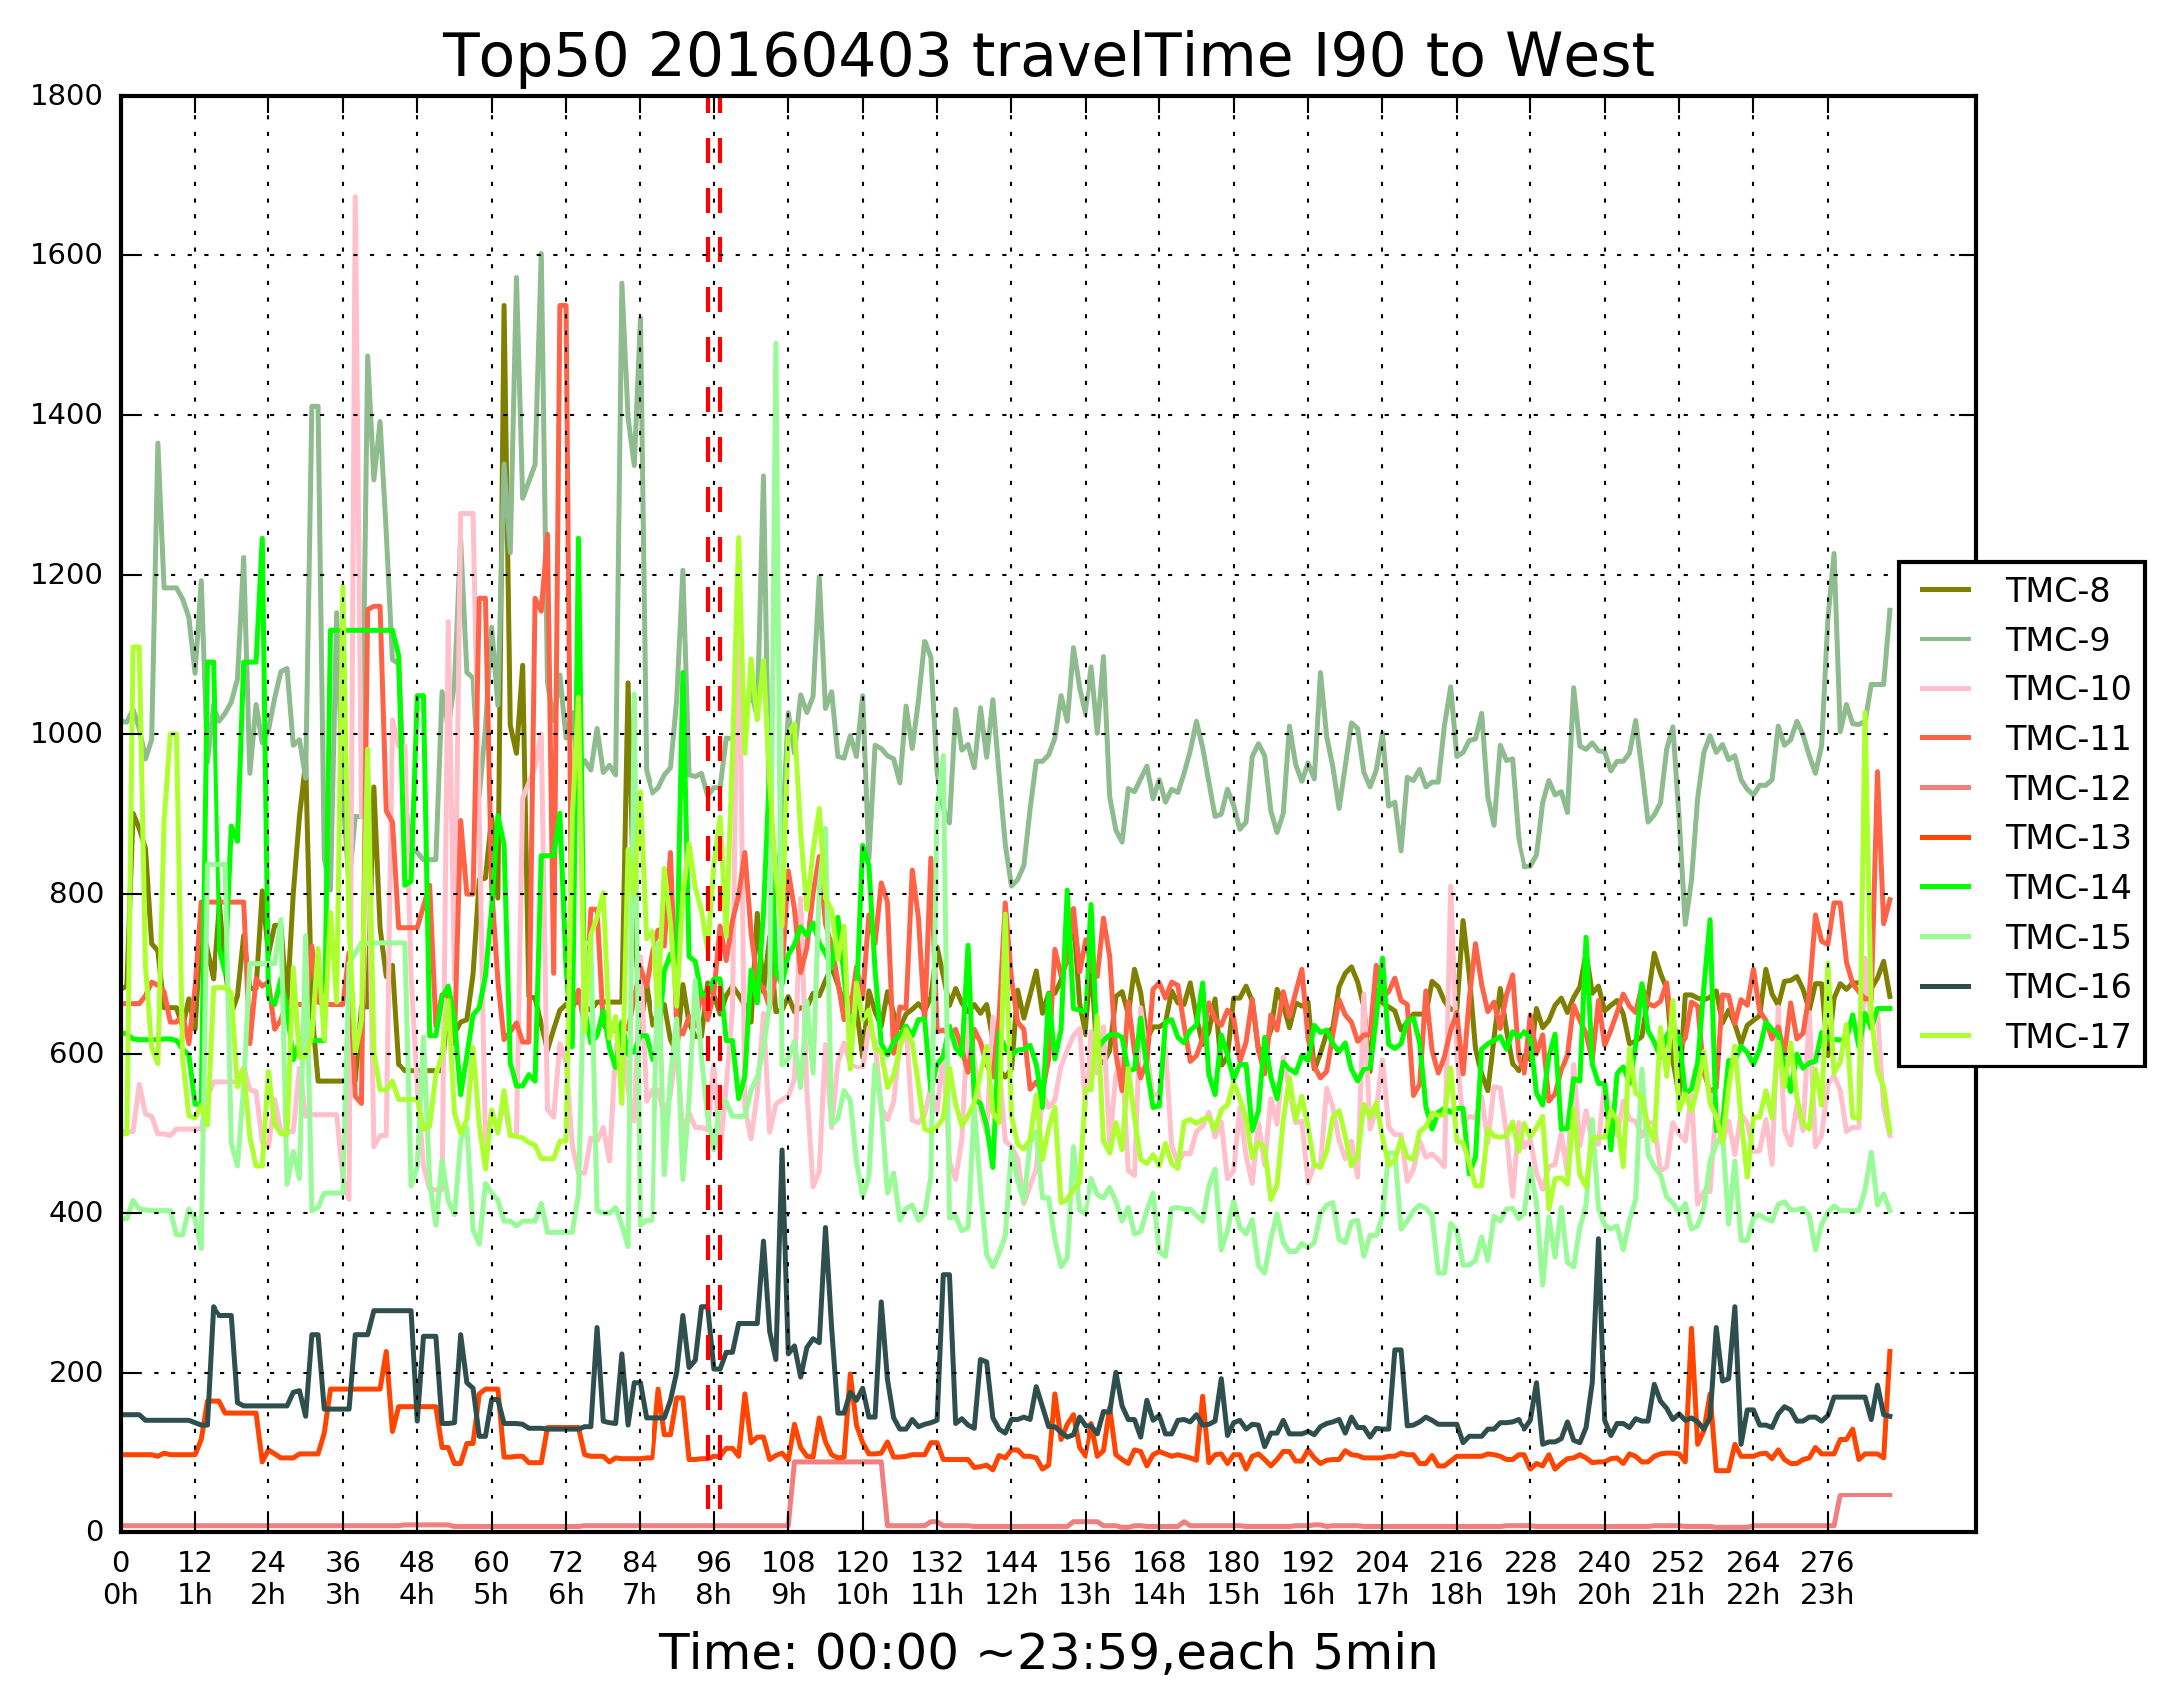 Top50 20160403 travelTime I90 to West
1800
1600
1400
1200
1000
800
600
400
200
0
TMC-8
TMC-9
TMC-10
TMC-11
TMC-12
TMC-13
TMC-14
TMC-15
TMC-16
TMC-17
0 12 24 36 48 60 72 84 96 108 120 132 144 156 168 180 192 204 216 228 240 252 264 276
0h 1h 2h 3h 4h 5h 6h 7h 8h 9h 10h 11h 12h 13h 14h 15h 16h 17h 18h 19h 20h 21h 22h 23h
Time: 00:00 ~23:59,each 5min